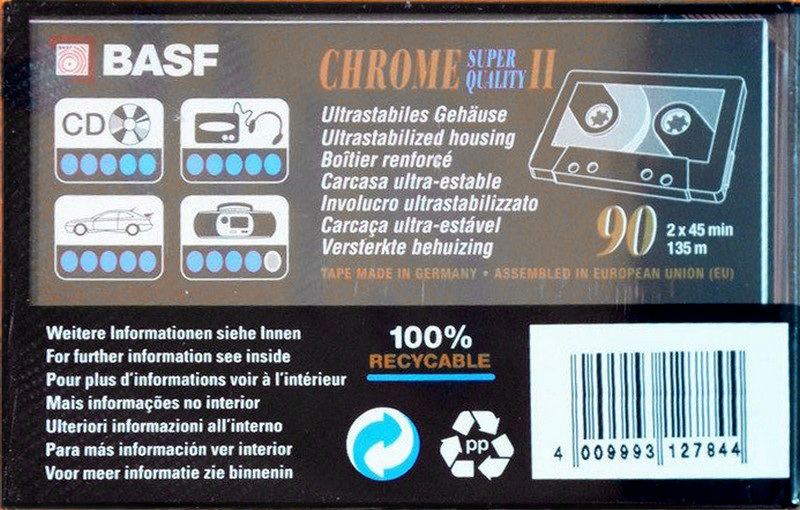 BASF
CHROME SUPER QUALITY II
CD
Ultrastabiles Gehäuse
Ultrastabilized housing
Boîtier renforcé
Carcasa ultra-estable
Involucro ultrastabilizzato
Carcaça ultra-estável
Versterkte behuizing
90
2 x 45 min
135 m
TAPE MADE IN GERMANY • ASSEMBLED IN EUROPEAN UNION (EU)
Weitere Informationen siehe Innen
For further information see inside
Pour plus d'informations voir à l'intérieur
Mais informações no interior
Ulteriori informazioni all'interno
Para más información ver interior
Voor meer informatie zie binnenin
100%
RECYCABLE
pp
4 009993 127844